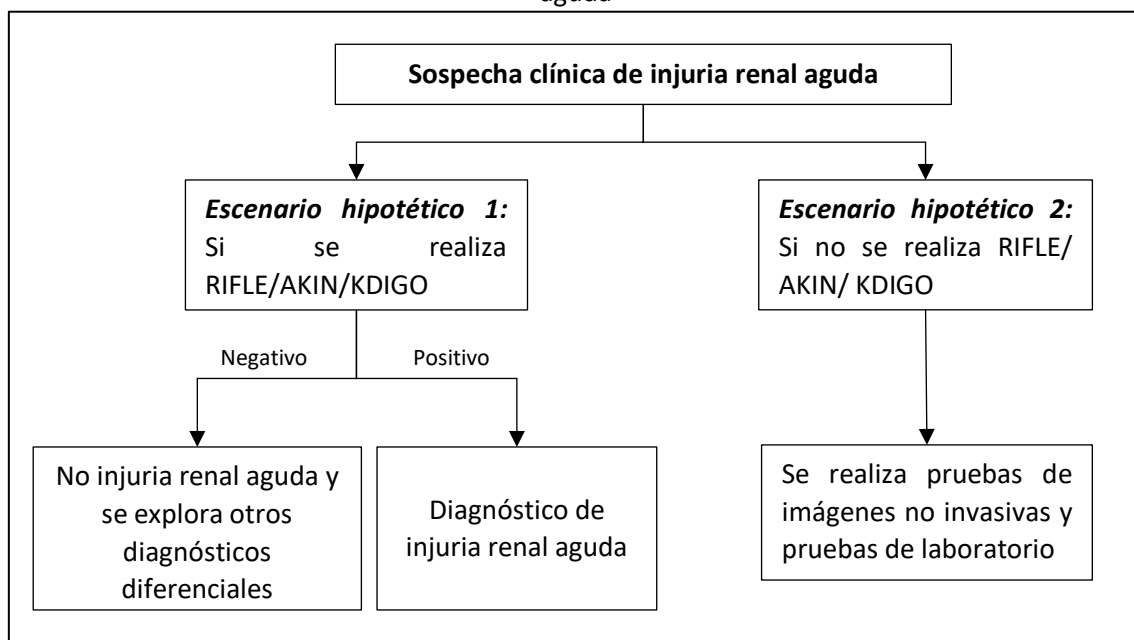 aguda
Sospecha clínica de injuria renal aguda
Escenario hipotético 1:
Si se realiza
RIFLE/AKIN/KDIGO
Escenario hipotético 2:
Si no se realiza RIFLE/
AKIN/ KDIGO
Negativo
Positivo
No injuria renal aguda y
se explora otros
diagnósticos
diferenciales
Diagnóstico de
injuria renal aguda
Se realiza pruebas de
imágenes no invasivas y
pruebas de laboratorio